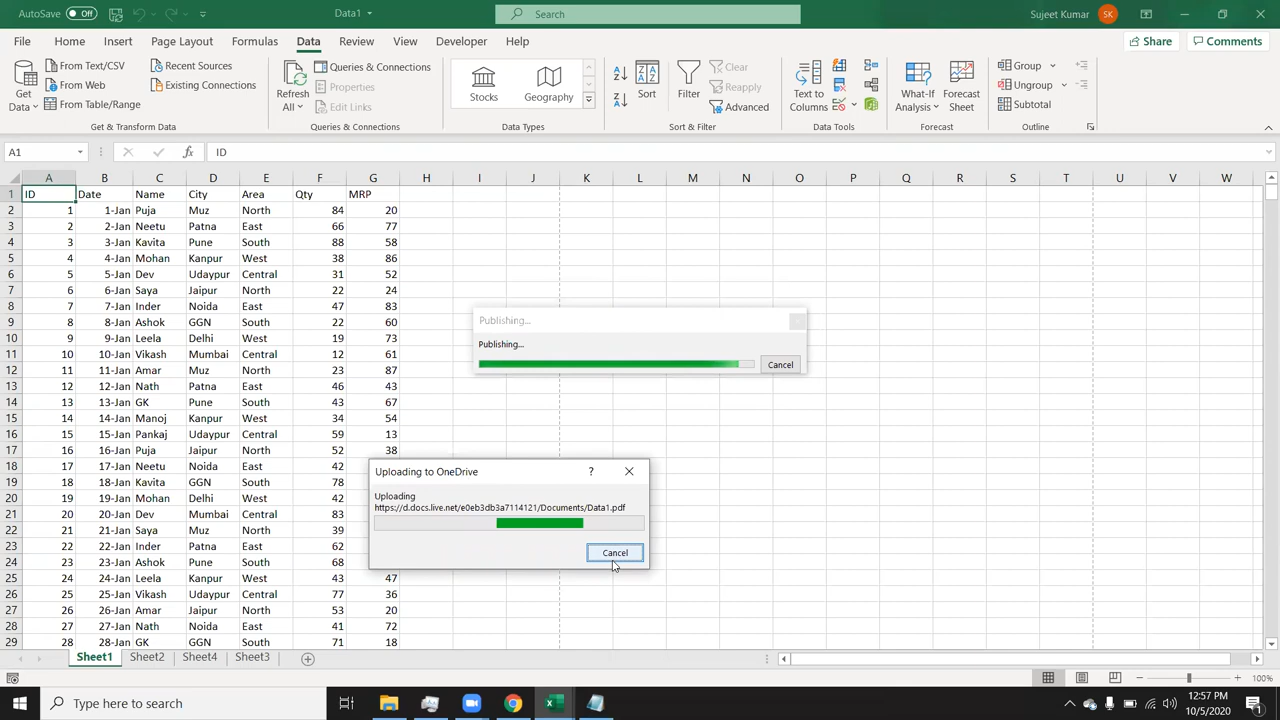 AutoSave Off Data1 Search Sujeet Kumar SK
File Home Insert Page Layout Formulas Data Review View Developer Help Share Comments
Get Data From Text/CSV From Web From Table/Range Recent Sources Existing Connections
Refresh All Queries & Connections Properties Edit Links
Stocks Geography
Sort Filter Clear Reapply Advanced
Text to Columns What-If Analysis Forecast Sheet Group Ungroup Subtotal
Get & Transform Data Queries & Connections Data Types Sort & Filter Data Tools Forecast Outline
A1 fx ID
A B C D E F G H I J K L M N O P Q R S T U V W
1 ID Date Name City Area Qty MRP
2 1 1-Jan Puja Muz North 84 20
3 2 2-Jan Neetu Patna East 66 77
4 3 3-Jan Kavita Pune South 88 58
5 4 4-Jan Mohan Kanpur West 38 86
6 5 5-Jan Dev Udaypur Central 31 52
7 6 6-Jan Saya Jaipur North 22 24
8 7 7-Jan Inder Noida East 47 83
9 8 8-Jan Ashok GGN South 22 60
10 9 9-Jan Leela Delhi West 19 73
11 10 10-Jan Vikash Mumbai Central 12 61
12 11 11-Jan Amar Muz North 23 87
13 12 12-Jan Nath Patna East 46 43
14 13 13-Jan GK Pune South 43 67
15 14 14-Jan Manoj Kanpur West 34 54
16 15 15-Jan Pankaj Udaypur Central 59 13
17 16 16-Jan Puja Jaipur North 52 38
18 17 17-Jan Neetu Noida East 42
19 18 18-Jan Kavita GGN South 78
20 19 19-Jan Mohan Delhi West 52
21 20 20-Jan Dev Mumbai Central 83
22 21 21-Jan Saya Muz North 39
23 22 22-Jan Inder Patna East 62
24 23 23-Jan Ashok Pune South 68
25 24 24-Jan Leela Kanpur West 43 47
26 25 25-Jan Vikash Udaypur Central 77 36
27 26 26-Jan Amar Jaipur North 53 20
28 27 27-Jan Nath Noida East 41 72
29 28 28-Jan GK GGN South 71 18
Publishing...
Publishing...
Cancel
Uploading to OneDrive ?
Uploading
https://d.docs.live.net/e0eb3db3a7114121/Documents/Data1.pdf
Cancel
Sheet1 Sheet2 Sheet4 Sheet3
100%
Type here to search
12:57 PM
10/5/2020